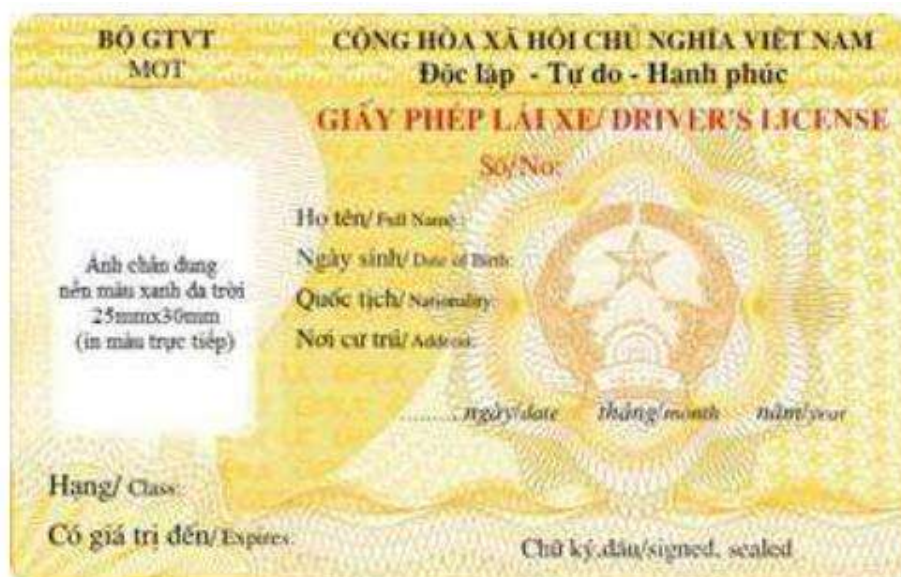 BỘ GTVT
MOT
CỘNG HÒA XÃ HỘI CHỦ NGHĨA VIỆT NAM
Độc lập - Tự do - Hạnh phúc
GIẤY PHÉP LÁI XE/ DRIVER'S LICENSE
Số/No:
Họ tên/ Full Name:
Ngày sinh/ Date of Birth:
Quốc tịch/ Nationality:
Nơi cư trú/ Address:
Ảnh chân dung
nền màu xanh da trời
25mmx30mm
(in màu trực tiếp)
........ ngày/date tháng/month năm/year
Hạng/ Class:
Có giá trị đến/ Expires:
Chữ ký,dấu/signed, sealed